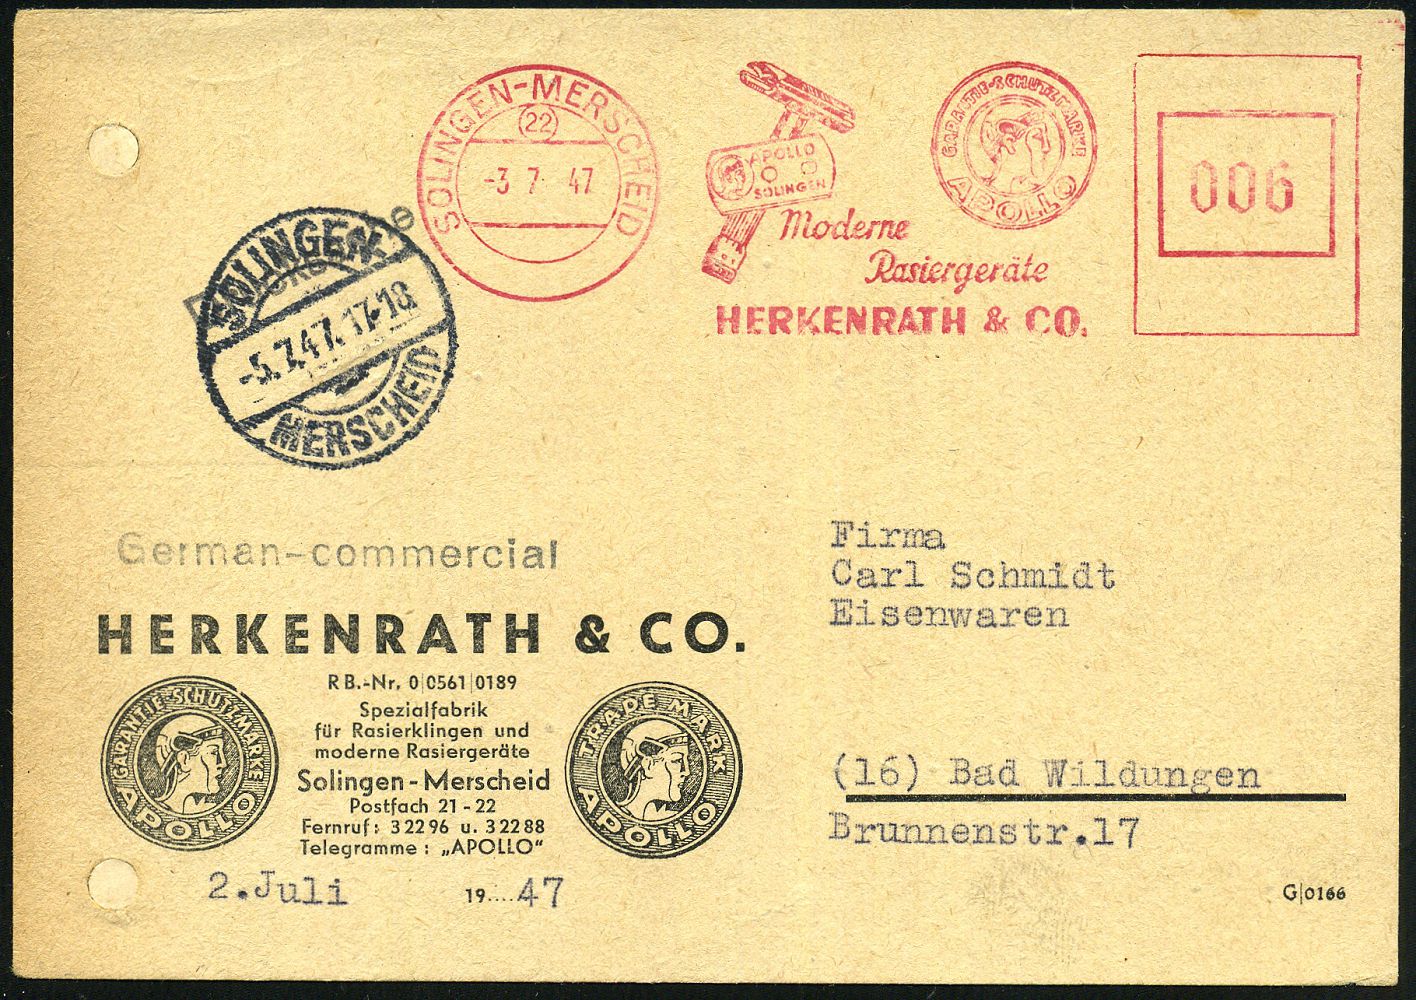 SOLINGEN-MERSCHEID
(22)
-3 7 47
APOLLO
SOLINGEN
GARANTIE-SCHUTZMARKE
APOLLO
006
Moderne
Rasiergeräte
HERKENRATH & CO.
SOLINGEN-
-5.7.47.17-18
MERSCHEID
German-commercial
HERKENRATH & CO.
RB.-Nr. 0|0561|0189
Spezialfabrik
für Rasierklingen und
moderne Rasiergeräte
Solingen-Merscheid
Postfach 21-22
Fernruf: 32296 u. 32288
Telegramme: „APOLLO"
GARANTIE-SCHUTZMARKE
APOLLO
TRADE MARK
APOLLO
2.Juli 19....47
Firma
Carl Schmidt
Eisenwaren
(16) Bad Wildungen
Brunnenstr.17
G|0166